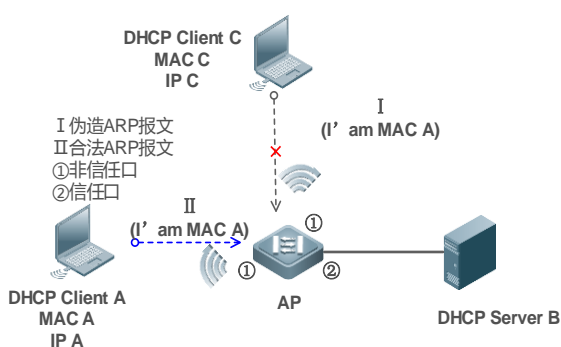 DHCP Client C
MAC C
IP C
Ⅰ
(I’am MAC A)
Ⅰ伪造ARP报文
Ⅱ合法ARP报文
①非信任口
②信任口
Ⅱ
(I’am MAC A)
①
①
②
AP
DHCP Client A
MAC A
IP A
DHCP Server B